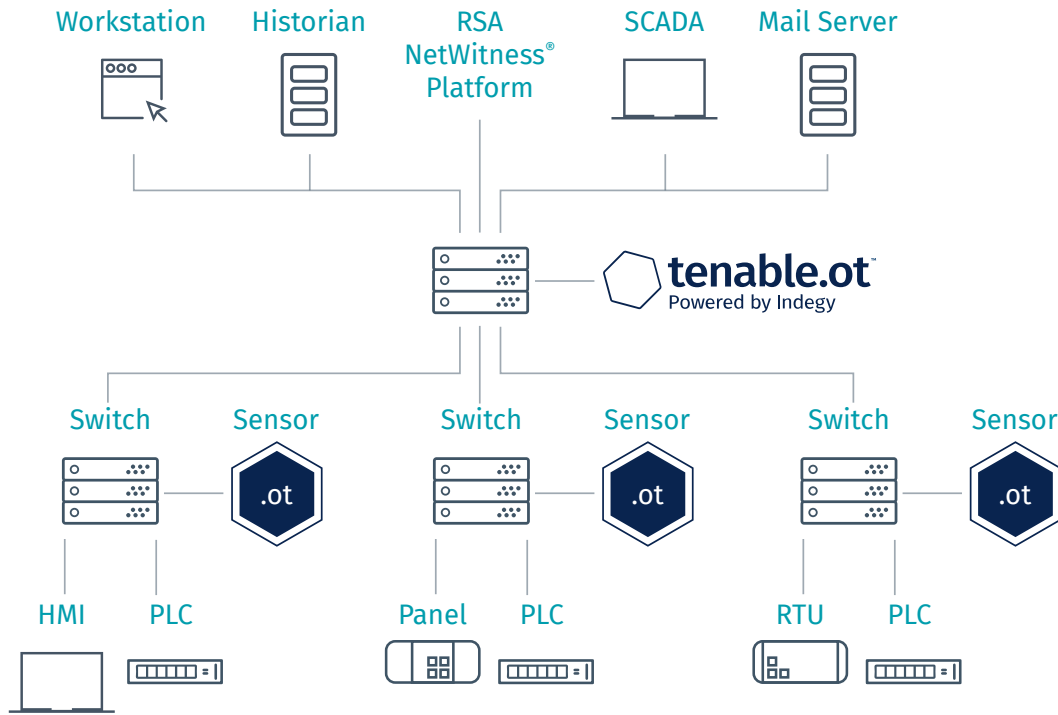 Workstation
Historian
RSA
NetWitness®
Platform
SCADA
Mail Server
tenable.ot™
Powered by Indegy
Switch
Sensor
Switch
Sensor
Switch
Sensor
.ot
.ot
.ot
HMI
PLC
Panel
PLC
RTU
PLC